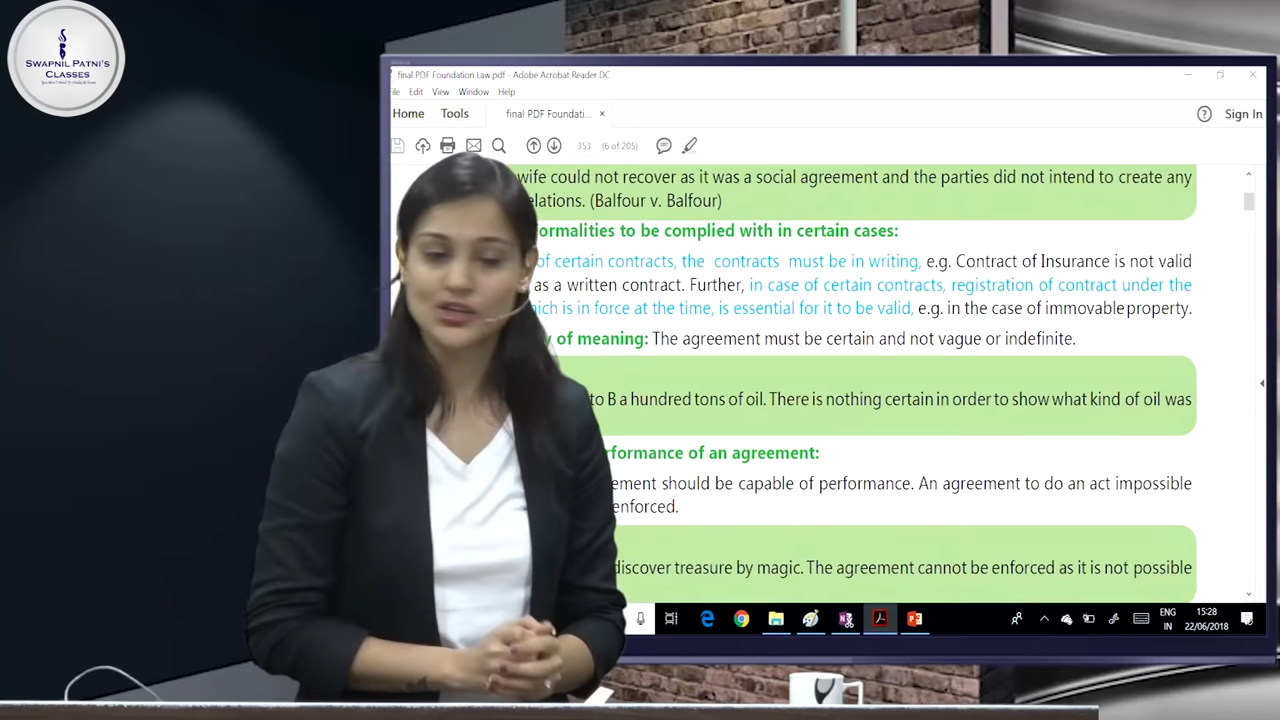 SWAPNIL PATNI'S
CLASSES
final PDF Foundation Law.pdf - Adobe Acrobat Reader DC
ile Edit View Window Help
Home Tools final PDF Foundati... × ? Sign In
353 (6 of 205)
wife could not recover as it was a social agreement and the parties did not intend to create any
elations. (Balfour v. Balfour)
ormalities to be complied with in certain cases:
of certain contracts, the contracts must be in writing, e.g. Contract of Insurance is not valid
as a written contract. Further, in case of certain contracts, registration of contract under the
hich is in force at the time, is essential for it to be valid, e.g. in the case of immovable property.
y of meaning: The agreement must be certain and not vague or indefinite.
to B a hundred tons of oil. There is nothing certain in order to show what kind of oil was
rformance of an agreement:
ement should be capable of performance. An agreement to do an act impossible
enforced.
discover treasure by magic. The agreement cannot be enforced as it is not possible
ENG 15:28
IN 22/06/2018